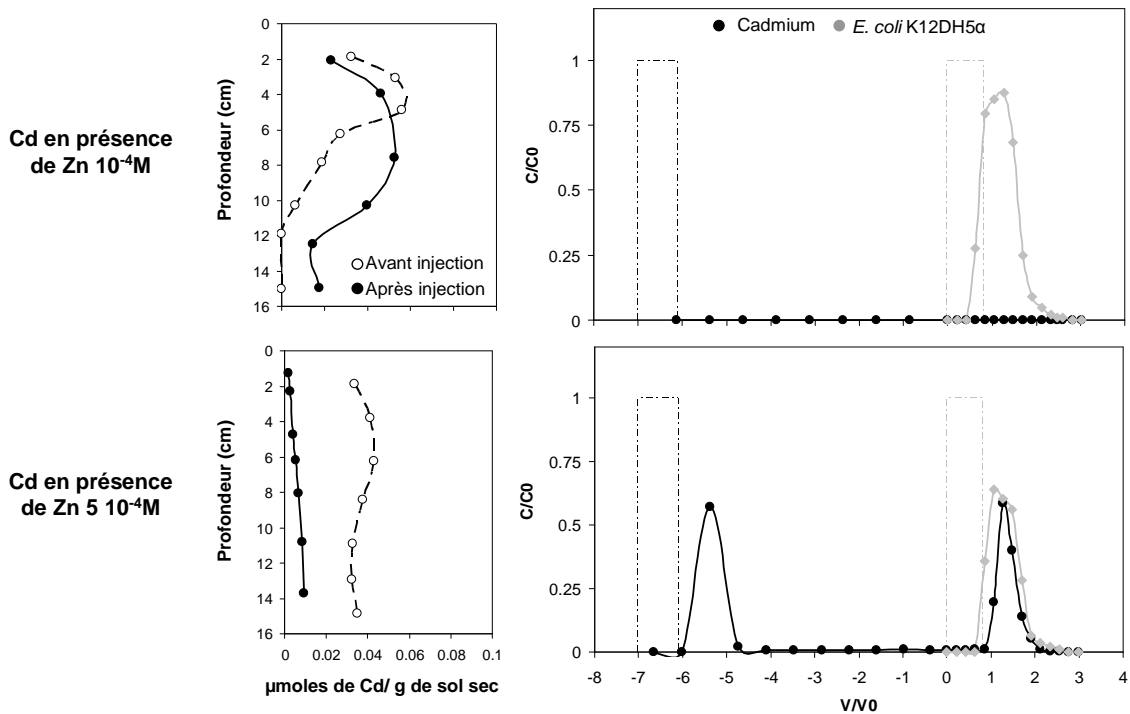 Cadmium
E. coli K12DH5α
Cd en présence
de Zn 10-4M
Profondeur (cm)
0
2
4
6
8
10
12
14
16
Avant injection
Après injection
C/C0
1
0.75
0.5
0.25
0
Cd en présence
de Zn 5 10-4M
Profondeur (cm)
0
2
4
6
8
10
12
14
16
0 0.02 0.04 0.06 0.08 0.1
µmoles de Cd/ g de sol sec
C/C0
1
0.75
0.5
0.25
0
-8 -7 -6 -5 -4 -3 -2 -1 0 1 2 3 4
V/V0